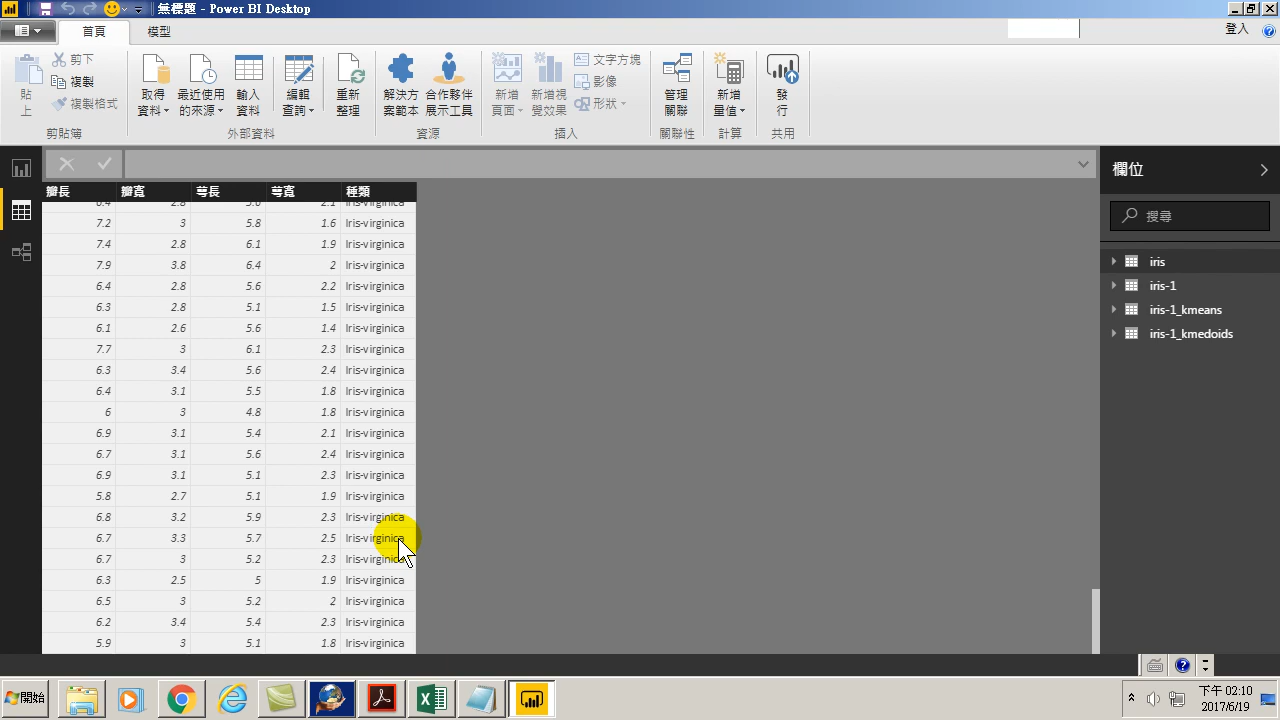 無標題 - Power BI Desktop
首頁 模型 登入
貼上 剪下 複製 複製格式 剪貼簿
取得資料 最近使用的來源 輸入資料 編輯查詢 重新整理 外部資料
解決方案範本 合作夥伴展示工具 資源
新增頁面 新增視覺效果 文字方塊 影像 形狀 插入
管理關聯 關聯性
新增量值 計算
發行 共用
瓣長 瓣寬 萼長 萼寬 種類
6.4 2.8 5.6 2.1 Iris-virginica
7.2 3 5.8 1.6 Iris-virginica
7.4 2.8 6.1 1.9 Iris-virginica
7.9 3.8 6.4 2 Iris-virginica
6.4 2.8 5.6 2.2 Iris-virginica
6.3 2.8 5.1 1.5 Iris-virginica
6.1 2.6 5.6 1.4 Iris-virginica
7.7 3 6.1 2.3 Iris-virginica
6.3 3.4 5.6 2.4 Iris-virginica
6.4 3.1 5.5 1.8 Iris-virginica
6 3 4.8 1.8 Iris-virginica
6.9 3.1 5.4 2.1 Iris-virginica
6.7 3.1 5.6 2.4 Iris-virginica
6.9 3.1 5.1 2.3 Iris-virginica
5.8 2.7 5.1 1.9 Iris-virginica
6.8 3.2 5.9 2.3 Iris-virginica
6.7 3.3 5.7 2.5 Iris-virginica
6.7 3 5.2 2.3 Iris-virginica
6.3 2.5 5 1.9 Iris-virginica
6.5 3 5.2 2 Iris-virginica
6.2 3.4 5.4 2.3 Iris-virginica
5.9 3 5.1 1.8 Iris-virginica
欄位
搜尋
iris
iris-1
iris-1_kmeans
iris-1_kmedoids
開始
下午 02:10
2017/6/19